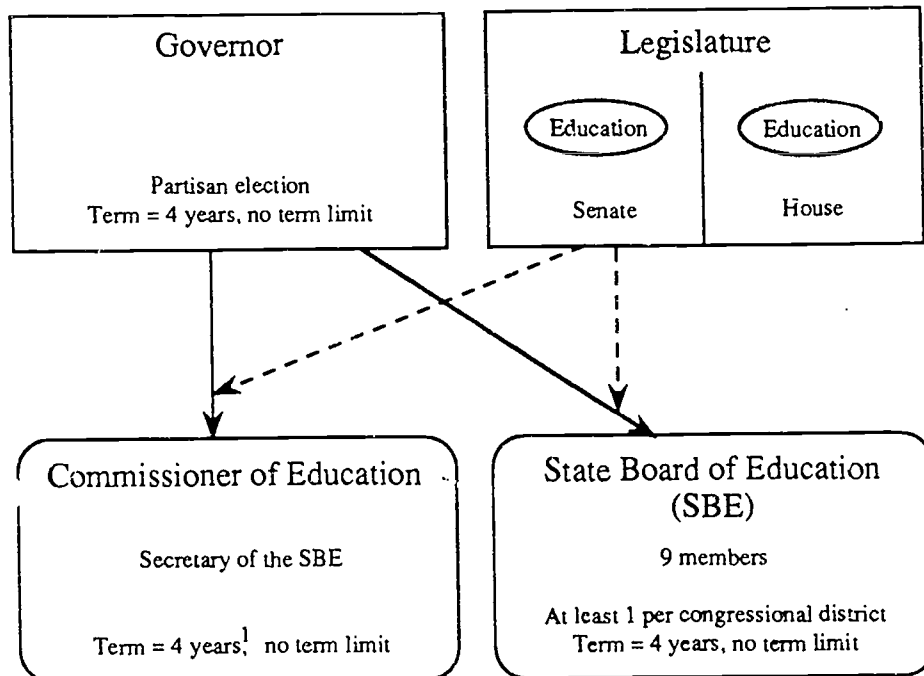 Governor
Partisan election
Term = 4 years, no term limit
Legislature
Education
Senate
Education
House
Commissioner of Education
Secretary of the SBE
Term = 4 years,1 no term limit
State Board of Education
(SBE)
9 members
At least 1 per congressional district
Term = 4 years, no term limit